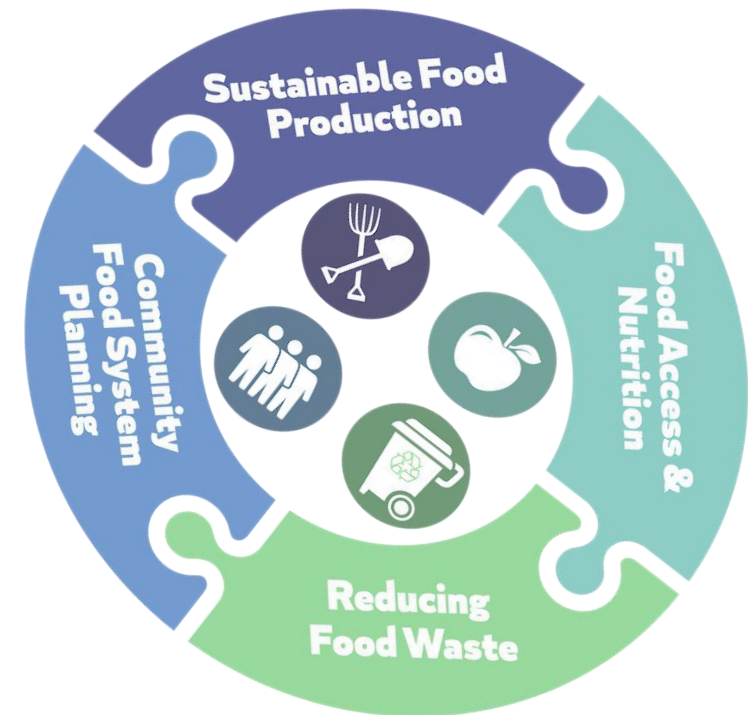 Sustainable Food
Production
Food Access &
Nutrition
Reducing
Food Waste
Community
Food System
Planning